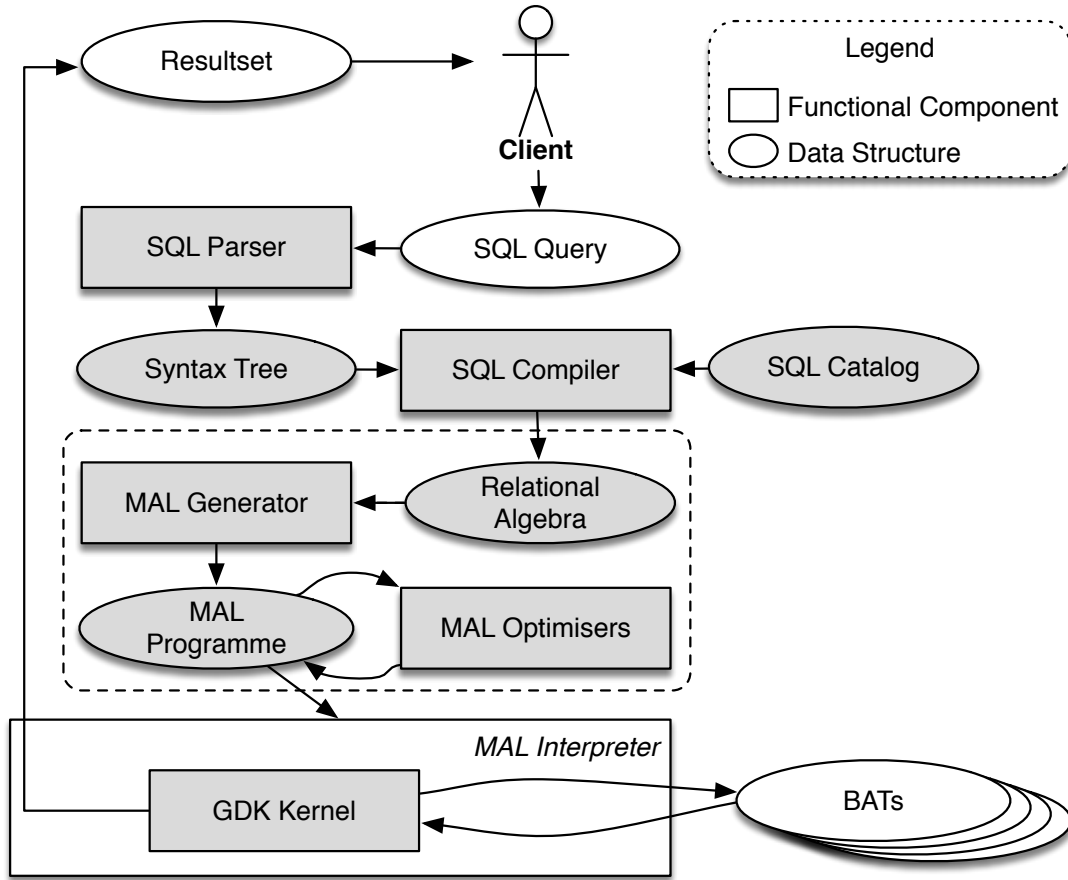 Resultset
Legend
Functional Component
Data Structure
Client
SQL Parser
SQL Query
Syntax Tree
SQL Compiler
SQL Catalog
MAL Generator
Relational
Algebra
MAL
Programme
MAL Optimisers
MAL Interpreter
GDK Kernel
BATs